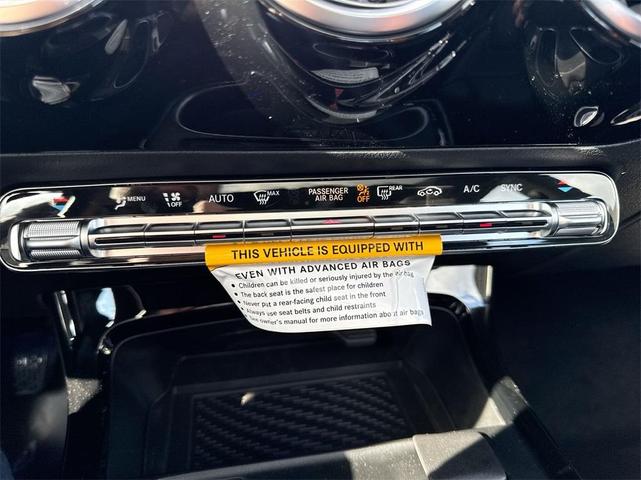 MENU
OFF
AUTO
MAX
PASSENGER
AIR BAG
OFF
REAR
A/C
SYNC
THIS VEHICLE IS EQUIPPED WITH
EVEN WITH ADVANCED AIR BAGS
• Children can be killed or seriously injured by the air bag
• The back seat is the safest place for children
• Never put a rear-facing child seat in the front
• Always use seat belts and child restraints
owner's manual for more information about air bags